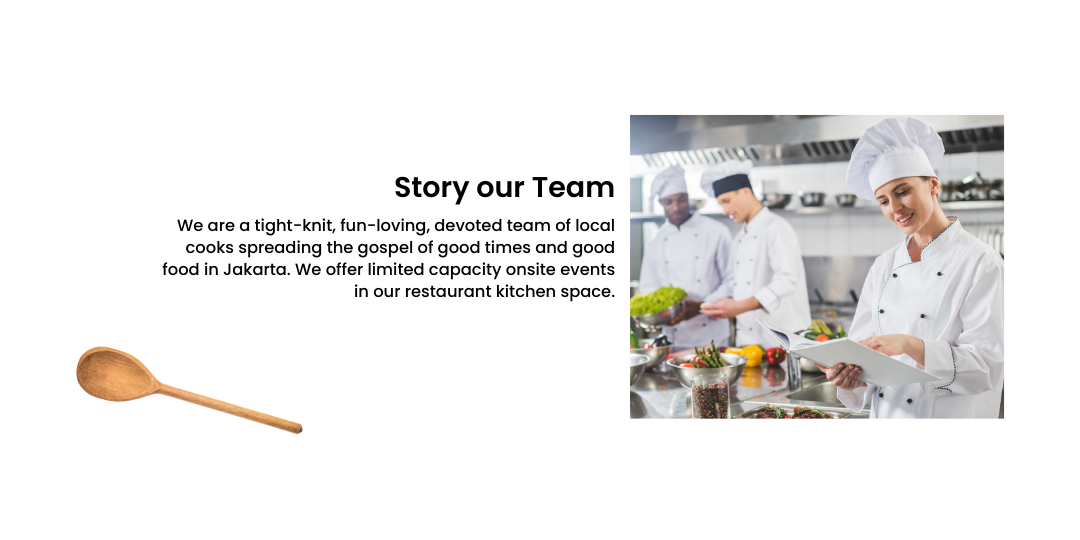 Story our Team
We are a tight-knit, fun-loving, devoted team of local
cooks spreading the gospel of good times and good
food in Jakarta. We offer limited capacity onsite events
in our restaurant kitchen space.